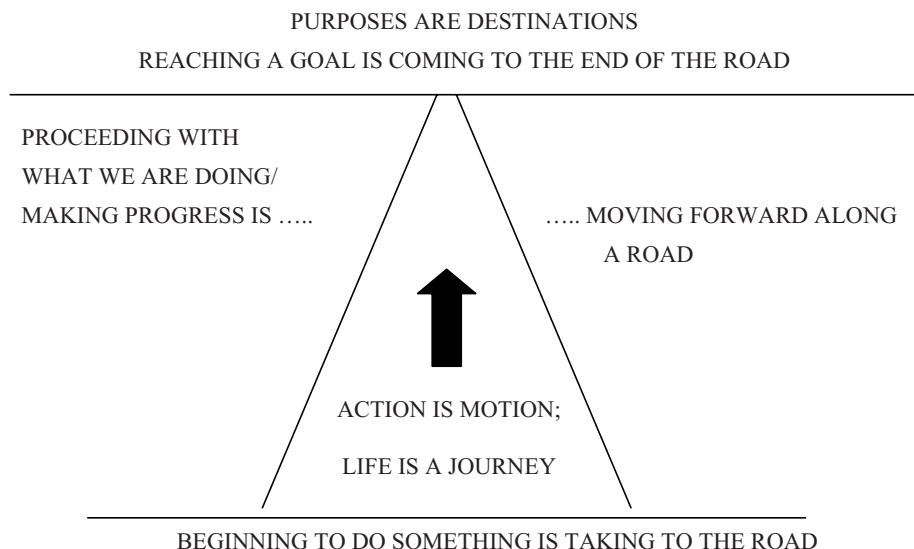 PURPOSES ARE DESTINATIONS
REACHING A GOAL IS COMING TO THE END OF THE ROAD
PROCEEDING WITH
WHAT WE ARE DOING/
MAKING PROGRESS IS …..
….. MOVING FORWARD ALONG
A ROAD
ACTION IS MOTION;
LIFE IS A JOURNEY
BEGINNING TO DO SOMETHING IS TAKING TO THE ROAD